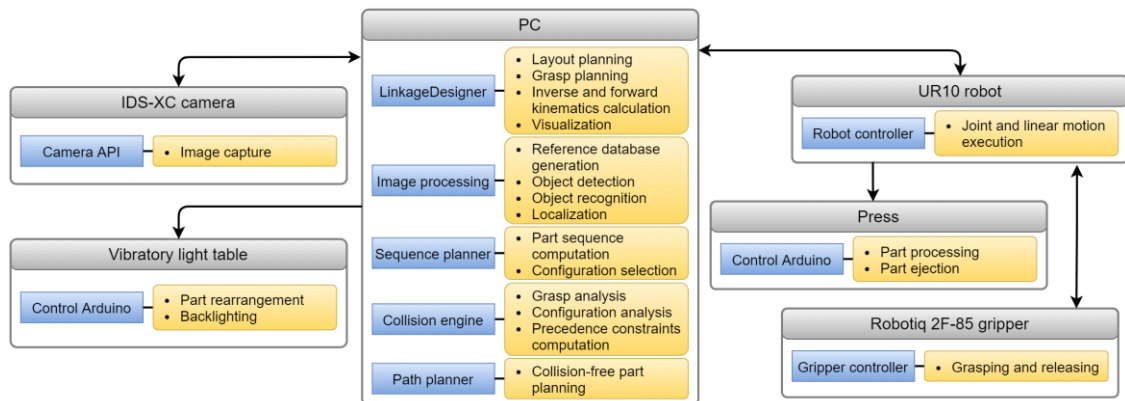 PC
LinkageDesigner
• Layout planning
• Grasp planning
• Inverse and forward
kinematics calculation
• Visualization
Image processing
• Reference database
generation
• Object detection
• Object recognition
• Localization
Sequence planner
• Part sequence
computation
• Configuration selection
Collision engine
• Grasp analysis
• Configuration analysis
• Precedence constraints
computation
Path planner
• Collision-free part
planning
IDS-XC camera
Camera API
• Image capture
Vibratory light table
Control Arduino
• Part rearrangement
• Backlighting
UR10 robot
Robot controller
• Joint and linear motion
execution
Press
Control Arduino
• Part processing
• Part ejection
Robotiq 2F-85 gripper
Gripper controller
• Grasping and releasing